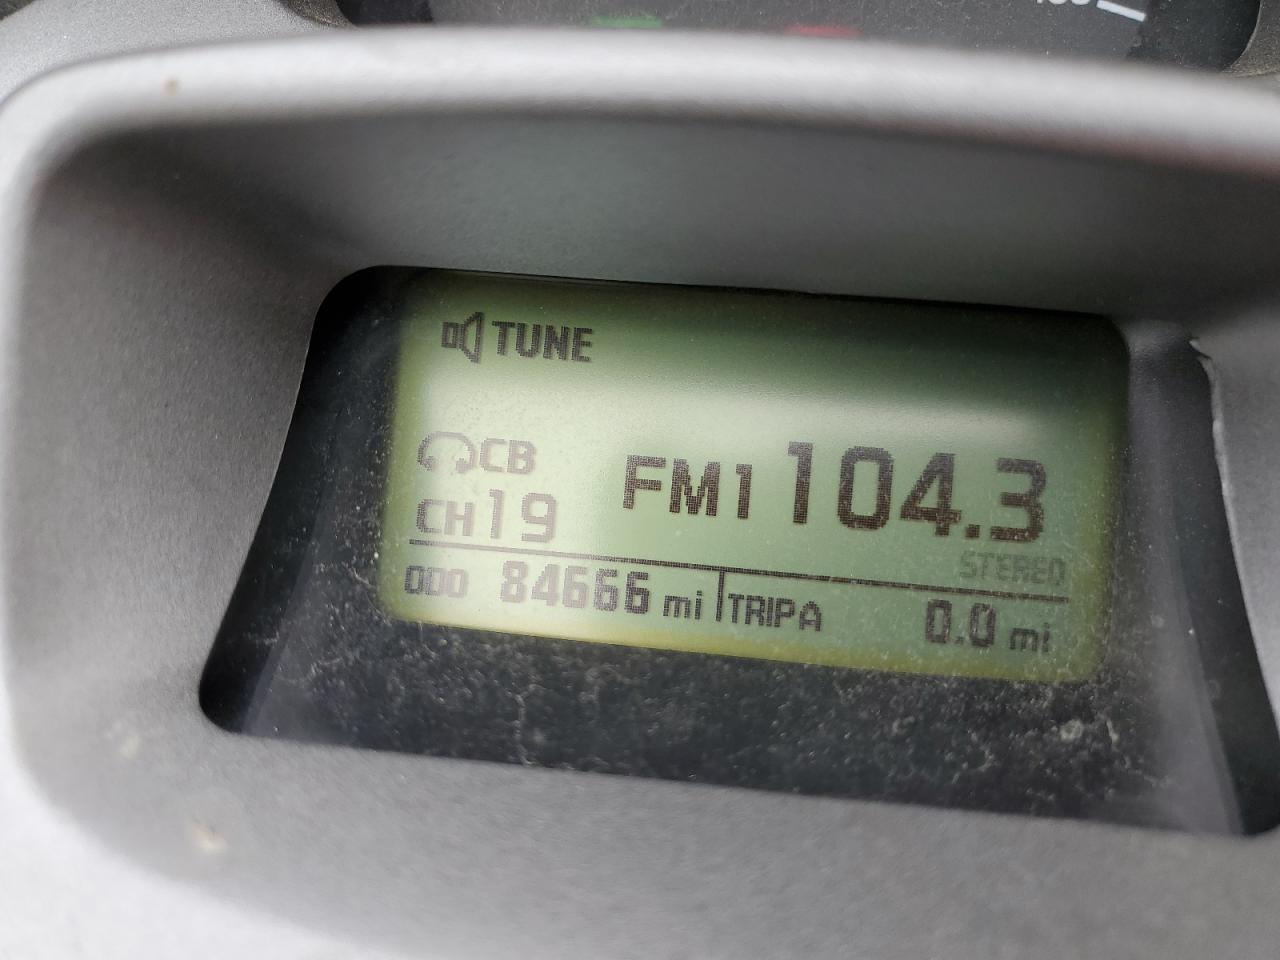 TUNE
CB
CH19 FM1 104.3
STEREO
ODO 84666 mi TRIPA 0.0 mi